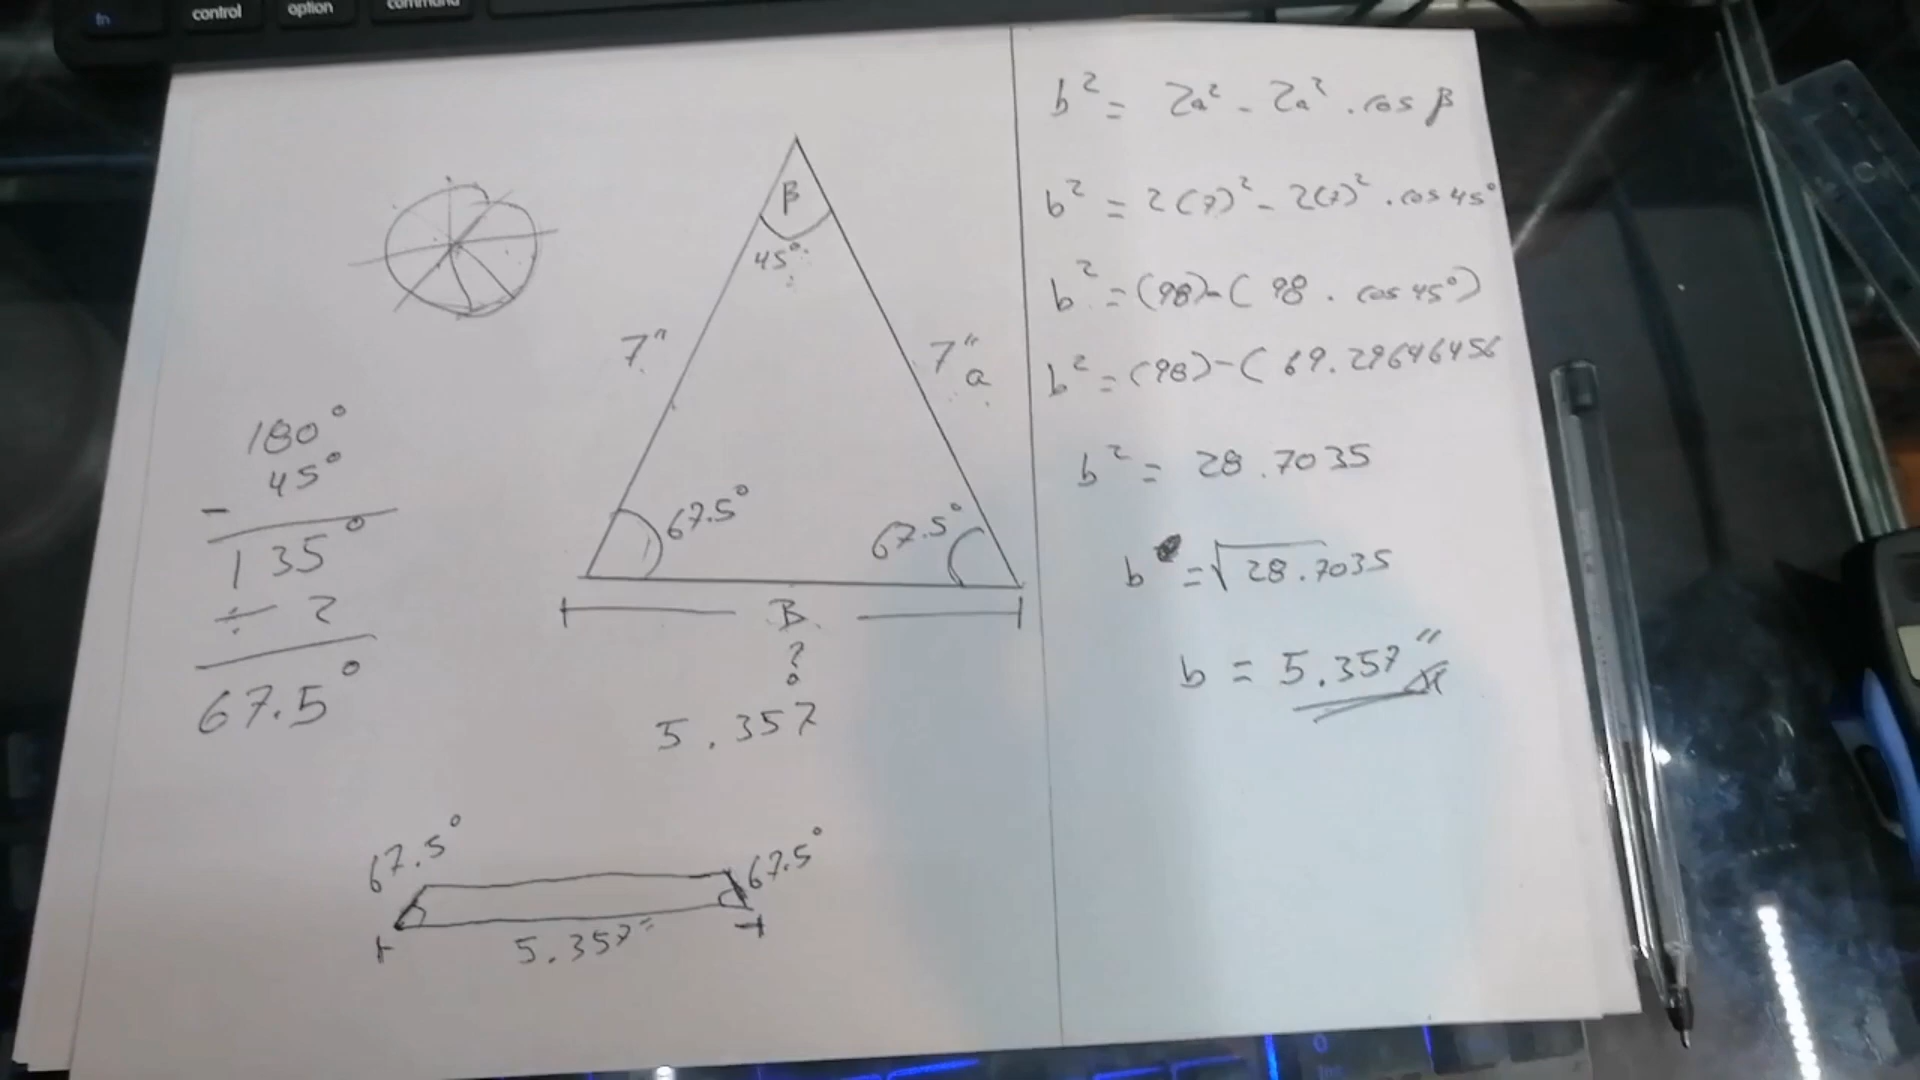 fn control option command
180°
- 45°
135°
÷ 2
67.5°
β
45°
7"
7"
a
67.5°
67.5°
B
?
5.357
67.5°
67.5°
5.357"
b² = 2a² - 2a² . cos β
b² = 2(7)² - 2(7)² . cos 45°
b² = (98) - ( 98 . cos 45°)
b² = (98) - ( 69.29646456
b² = 28.7035
b = √28.7035
b = 5.357"